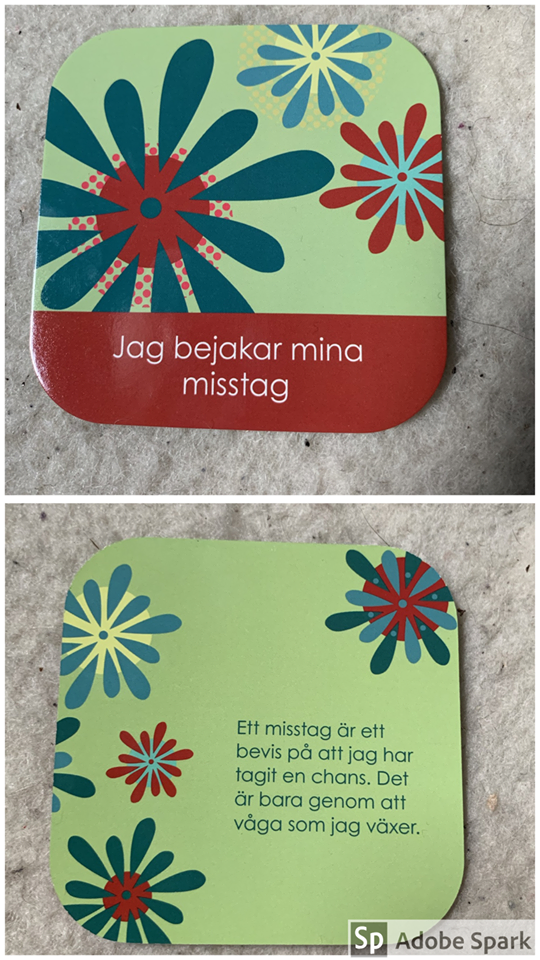 Jag bejakar mina
misstag
Ett misstag är ett
bevis på att jag har
tagit en chans. Det
är bara genom att
våga som jag växer.
Sp Adobe Spark